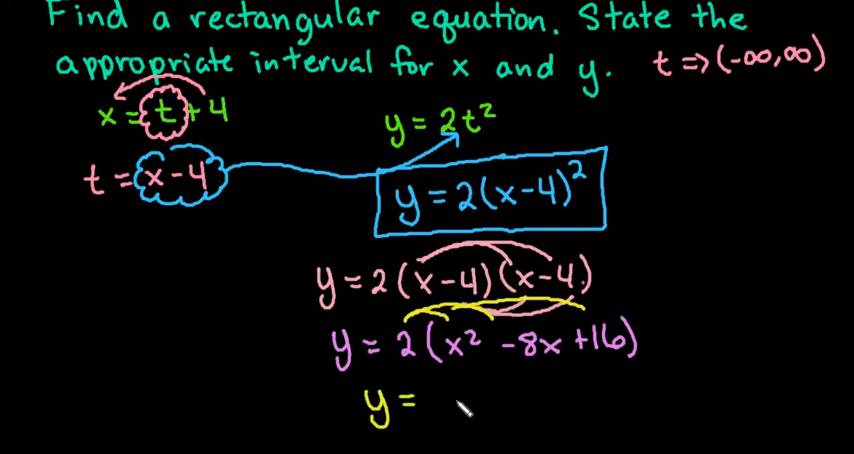 Find a rectangular equation. State the
appropriate interval for x and y. t => (-∞,∞)
x = t + 4
y = 2t²
t = x - 4
y = 2(x-4)²
y = 2(x-4)(x-4)
y = 2(x² -8x +16)
y =